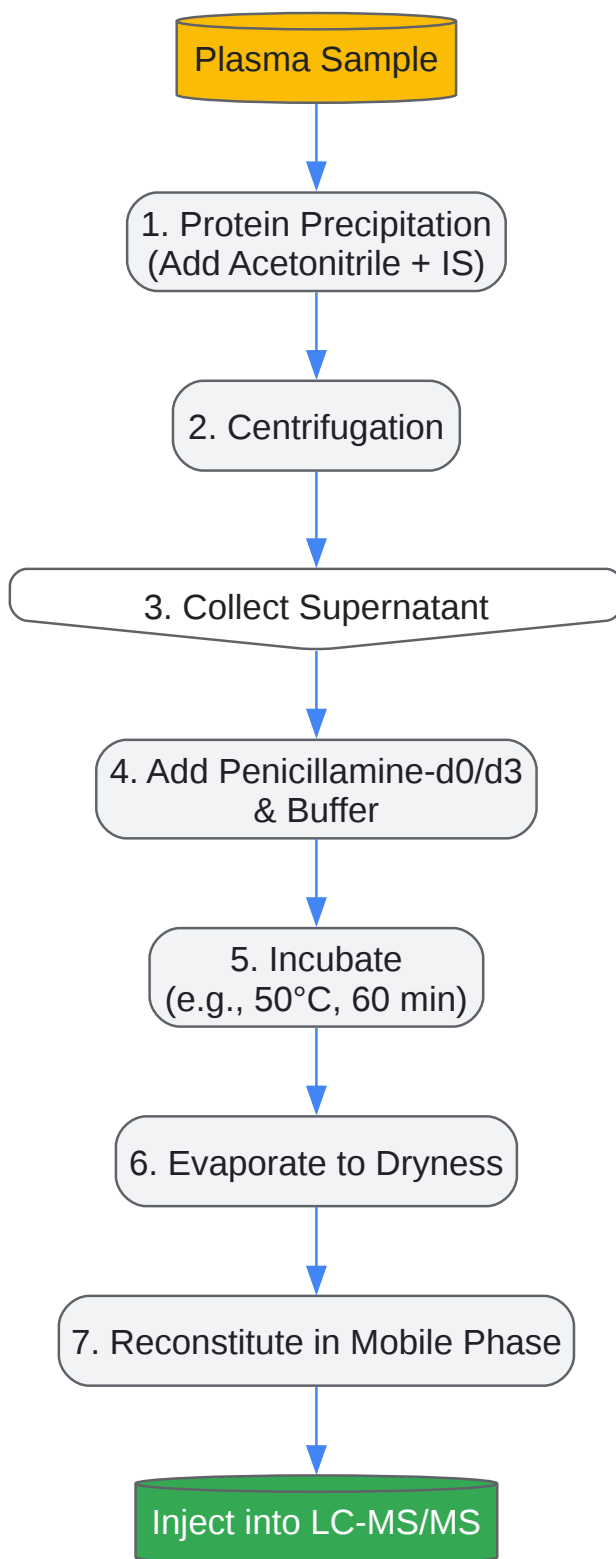 Plasma Sample
1. Protein Precipitation
(Add Acetonitrile + IS)
2. Centrifugation
3. Collect Supernatant
4. Add Penicillamine-d0/d3
& Buffer
5. Incubate
(e.g., 50°C, 60 min)
6. Evaporate to Dryness
7. Reconstitute in Mobile Phase
Inject into LC-MS/MS